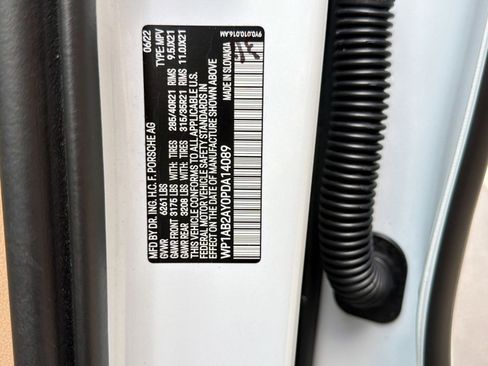 MFD BY DR. ING. H.C. F. PORSCHE AG 06/22
GVWR 6261 LBS TYPE: MPV
GAWR FRONT 3175 LBS WITH: TIRES 285/40R21 RIMS 9.5JX21
GAWR REAR 3208 LBS WITH: TIRES 315/35R21 RIMS 11.0JX21
THIS VEHICLE CONFORMS TO ALL APPLICABLE U.S.
FEDERAL MOTOR VEHICLE SAFETY STANDARDS IN
EFFECT ON THE DATE OF MANUFACTURE SHOWN ABOVE
WP1AB2AY0PDA14089 MADE IN SLOVAKIA